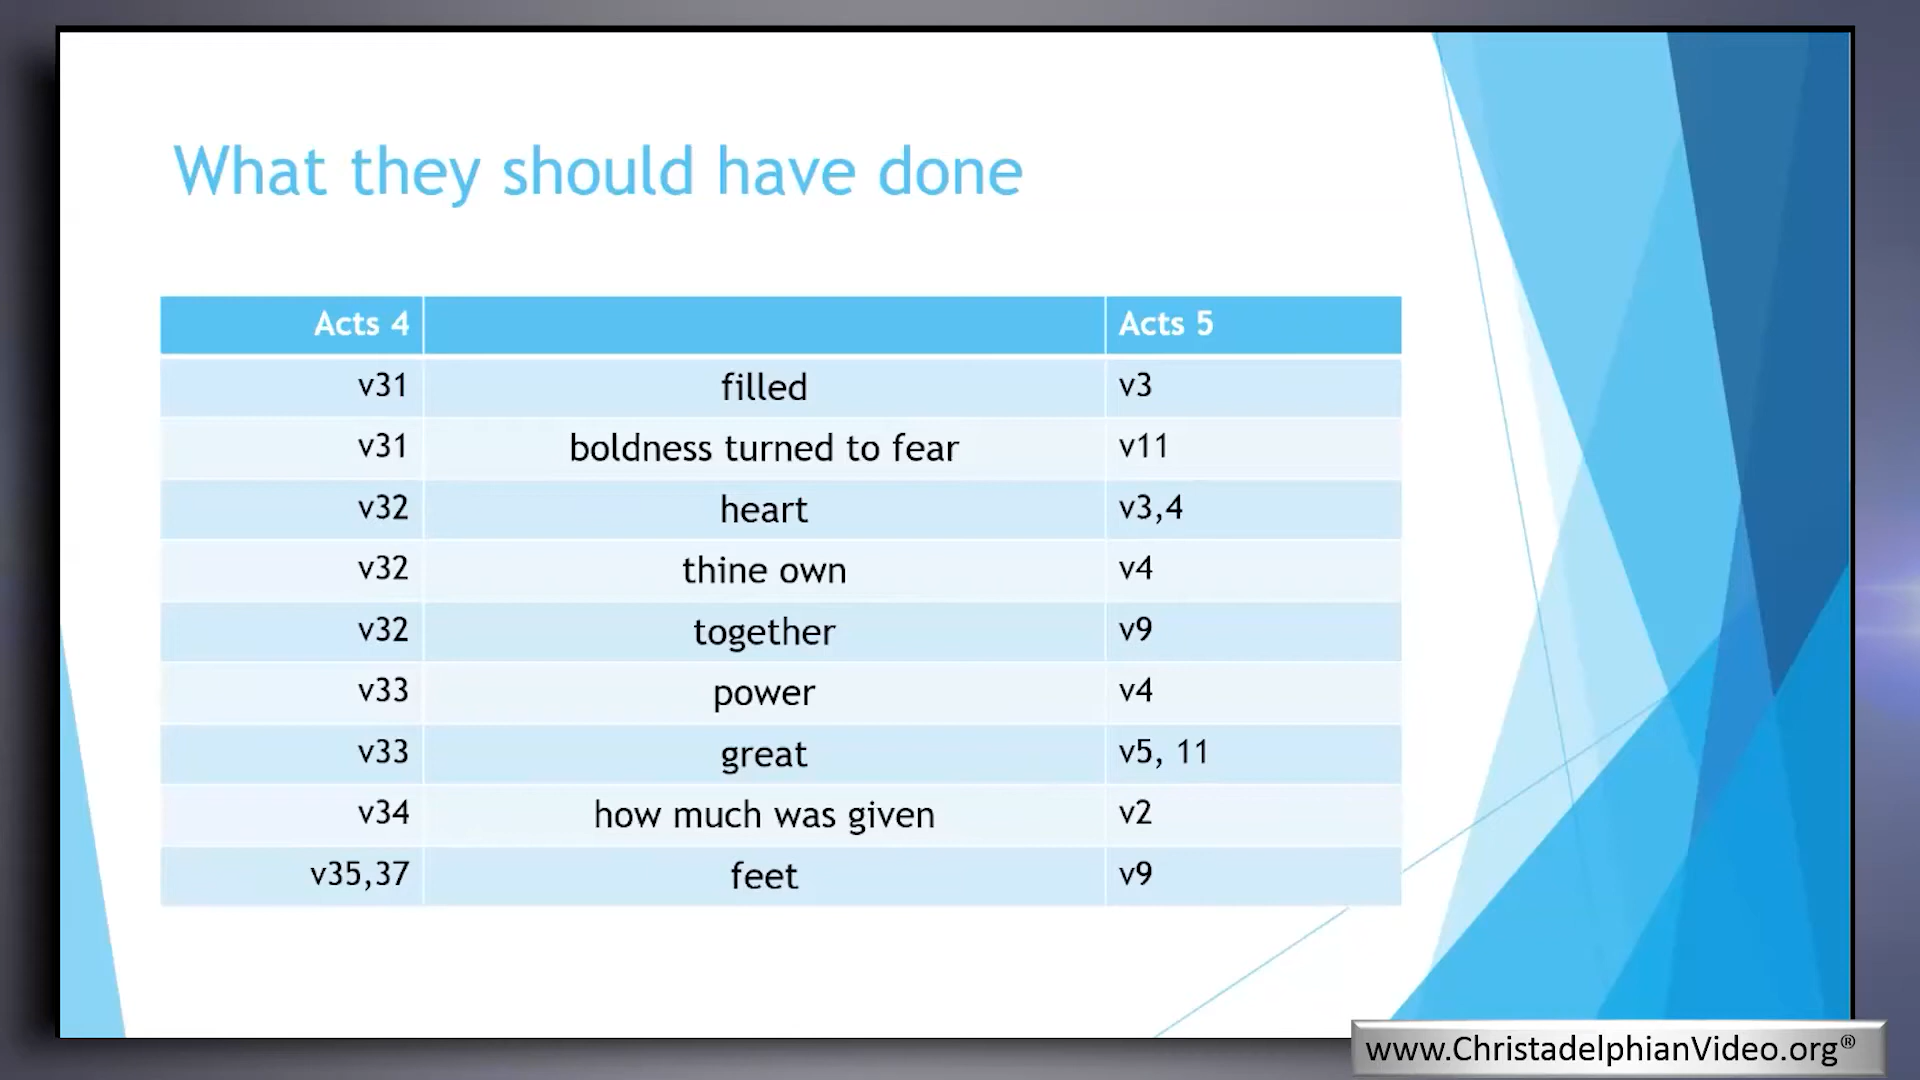 What they should have done
Acts 4 Acts 5
v31 filled v3
v31 boldness turned to fear v11
v32 heart v3,4
v32 thine own v4
v32 together v9
v33 power v4
v33 great v5, 11
v34 how much was given v2
v35,37 feet v9
www.ChristadelphianVideo.org®